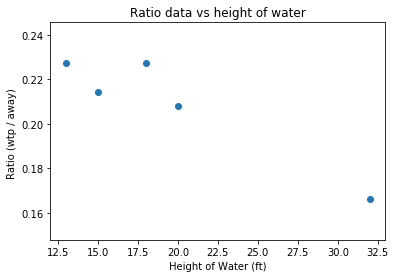 Ratio data vs height of water
Ratio (wtp / away)
0.24
0.22
0.20
0.18
0.16
12.5 15.0 17.5 20.0 22.5 25.0 27.5 30.0 32.5
Height of Water (ft)